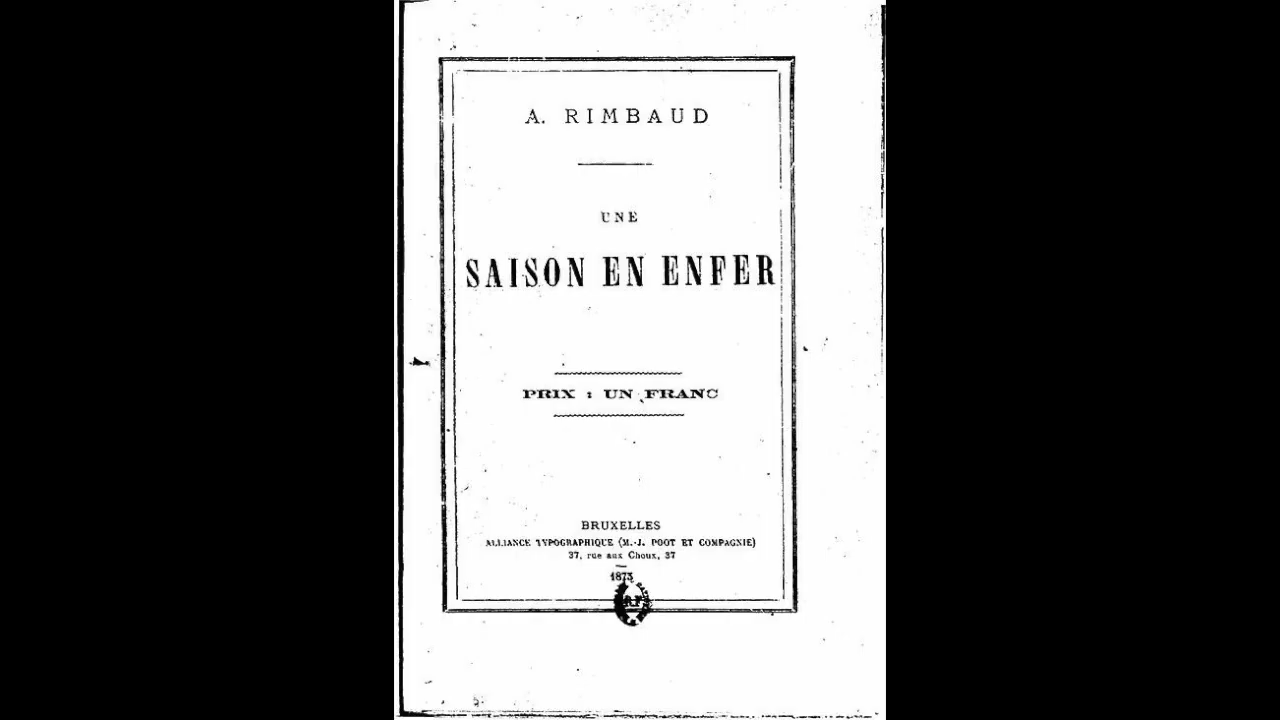 A. RIMBAUD
UNE
SAISON EN ENFER
PRIX : UN FRANC
BRUXELLES
ALLIANCE TYPOGRAPHIQUE (M.-J. POOT ET COMPAGNIE)
37, rue aux Choux, 37
1873
R.F